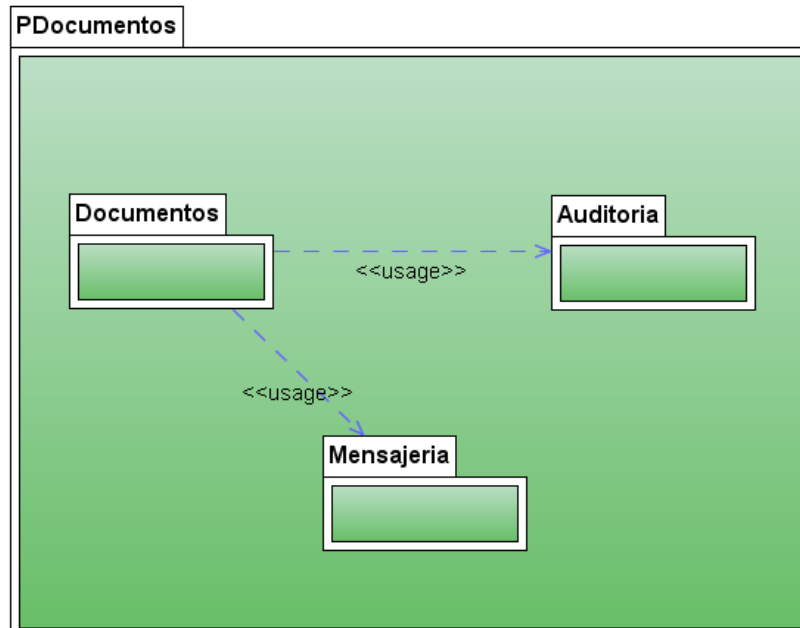 PDocumentos
Documentos
Auditoria
<<usage>>
<<usage>>
Mensajeria